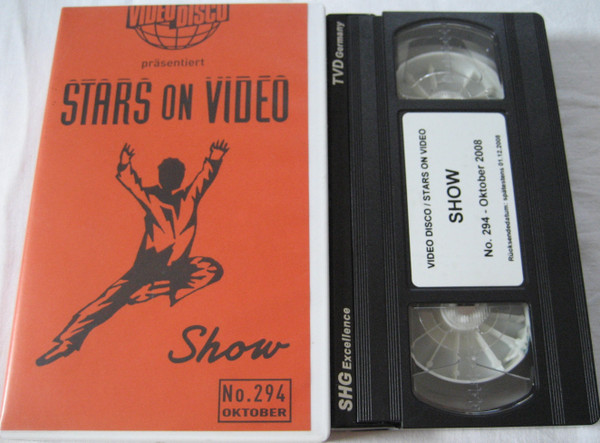 VIDEO DISCO
präsentiert
STARS ON VIDEO
Show
No.294
OKTOBER
TVD Germany
SHG Excellence
VIDEO DISCO / STARS ON VIDEO
SHOW
No. 294 - Oktober 2008
Rücksendedatum: spätestens 01.12.2008